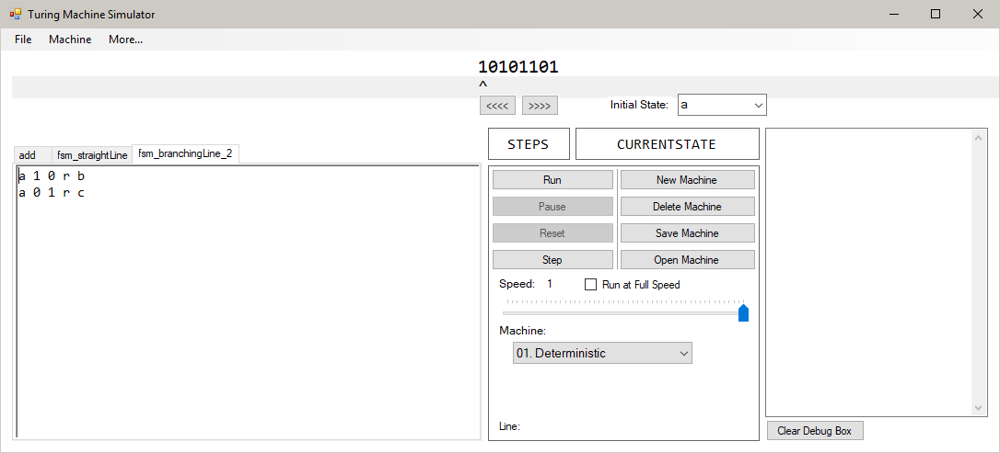 Turing Machine Simulator
File Machine More...
10101101
^
<<<< >>>> Initial State: a
add fsm_straightLine fsm_branchingLine_2
a 1 0 r b
a 0 1 r c
STEPS CURRENTSTATE
Run New Machine
Pause Delete Machine
Reset Save Machine
Step Open Machine
Speed: 1 Run at Full Speed
Machine:
01. Deterministic
Line:
Clear Debug Box